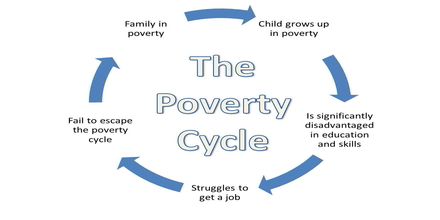 Family in
poverty
Child grows up
in poverty
The
Poverty
Cycle
Is significantly
disadvantaged
in education
and skills
Struggles to
get a job
Fail to escape
the poverty
cycle